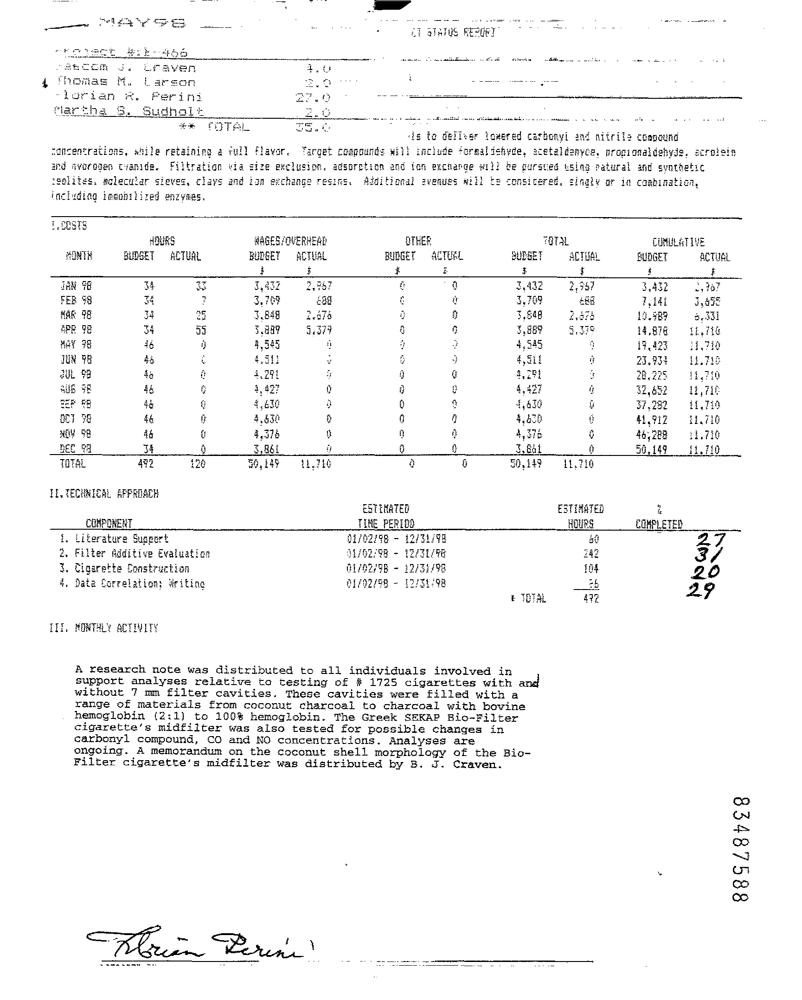 MAY98
CT STATUS REPORT
Project #:E-466
J. Craven 4.0
Thomas M. Larson 2.0
Florian R. Perini 27.0
Martha S. Sudholt 2.0
** TOTAL 35.0
is to deliver lowered carbonyl and nitrile compound
concentrations, while retaining a full flavor. Target compounds will include formaldehyde, acetaldehyde, propionaldehyde, acrolein
and hydrogen cyanide. Filtration via size exclusion, adsorption and ion exchange will be pursued using natural and synthetic
zeolites, molecular sieves, clays and ion exchange resins. Additional avenues will be considered, singly or in combination,
including immobilized enzymes.
I.COSTS
HOURS WAGES/OVERHEAD OTHER TOTAL CUMULATIVE
MONTH BUDGET ACTUAL BUDGET ACTUAL BUDGET ACTUAL BUDGET ACTUAL BUDGET ACTUAL
$ $ $ $ $ $ $ $
JAN 98 34 33 3,432 2,967 0 0 3,432 2,967 3,432 2,967
FEB 98 34 7 3,709 688 0 0 3,709 688 7,141 3,655
MAR 98 34 25 3,848 2,676 0 0 3,848 2,676 10,989 6,331
APR 98 34 55 3,889 5,379 0 0 3,889 5,379 14,878 11,710
MAY 98 46 0 4,545 0 0 0 4,545 0 19,423 11,710
JUN 98 46 0 4,511 0 0 0 4,511 0 23,934 11,710
JUL 98 46 0 4,291 0 0 0 4,291 0 28,225 11,710
AUG 98 46 0 4,427 0 0 0 4,427 0 32,652 11,710
SEP 98 46 0 4,630 0 0 0 4,630 0 37,282 11,710
OCT 98 46 0 4,630 0 0 0 4,630 0 41,912 11,710
NOV 98 46 0 4,376 0 0 0 4,376 0 46,288 11,710
DEC 98 34 0 3,861 0 0 0 3,861 0 50,149 11,710
TOTAL 492 120 50,149 11,710 0 0 50,149 11,710
II.TECHNICAL APPROACH
ESTIMATED ESTIMATED %
COMPONENT TIME PERIOD HOURS COMPLETED
1. Literature Support 01/02/98 - 12/31/98 60 27
2. Filter Additive Evaluation 01/02/98 - 12/31/98 242 31
3. Cigarette Construction 01/02/98 - 12/31/98 104 20
4. Data Correlation; Writing 01/02/98 - 12/31/98 86 29
* TOTAL 492
III. MONTHLY ACTIVITY
A research note was distributed to all individuals involved in
support analyses relative to testing of # 1725 cigarettes with and
without 7 mm filter cavities. These cavities were filled with a
range of materials from coconut charcoal to charcoal with bovine
hemoglobin (2:1) to 100% hemoglobin. The Greek SEKAP Bio-Filter
cigarette's midfilter was also tested for possible changes in
carbonyl compound, CO and NO concentrations. Analyses are
ongoing. A memorandum on the coconut shell morphology of the Bio-
Filter cigarette's midfilter was distributed by B. J. Craven.
83487588
Florian Perini